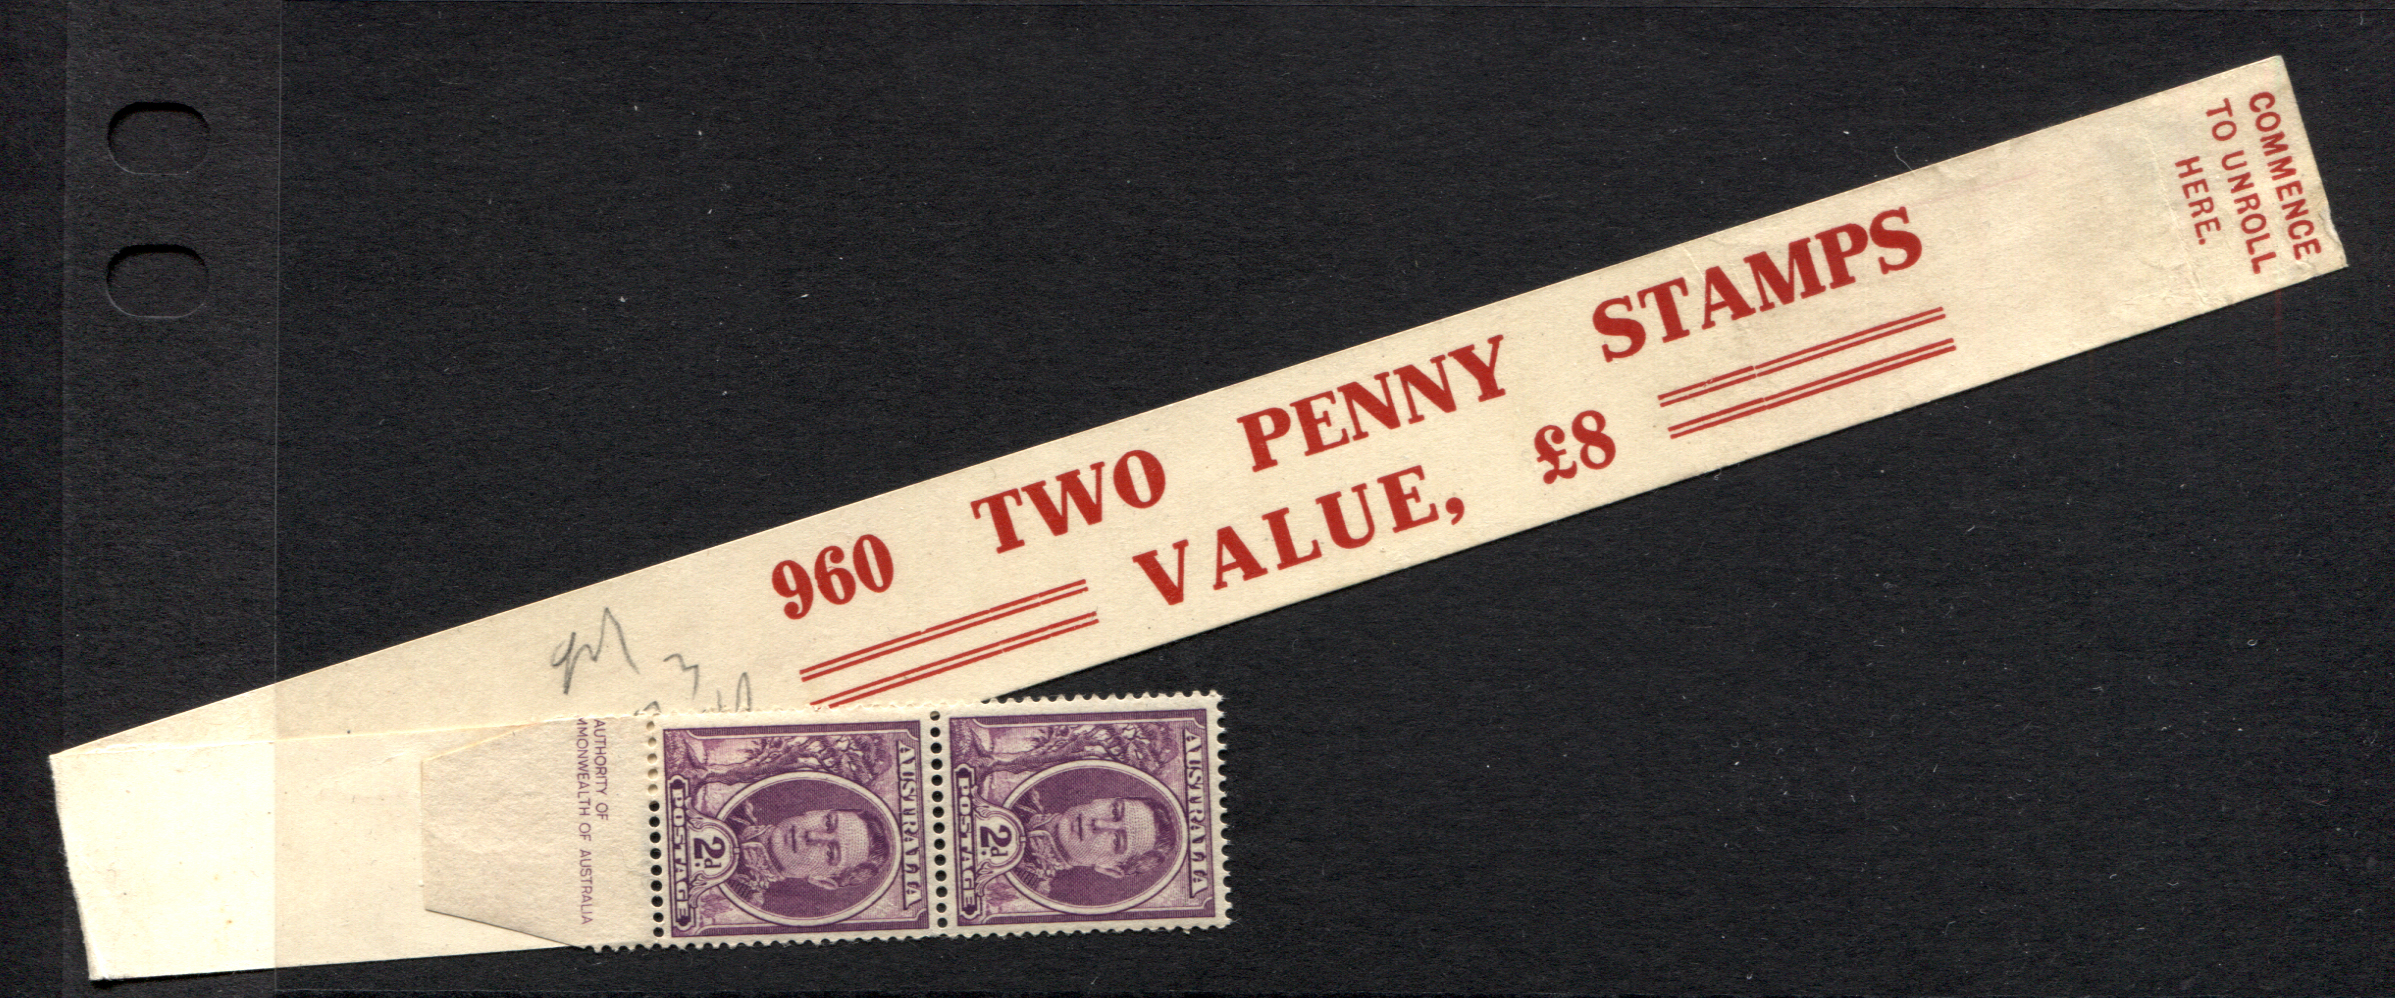 COMMENCE
TO UNROLL
HERE.
960 TWO PENNY STAMPS
VALUE, £8
AUTHORITY OF
MMONWEALTH OF AUSTRALIA
AUSTRALIA
2d
POSTAGE
AUSTRALIA
2d
POSTAGE